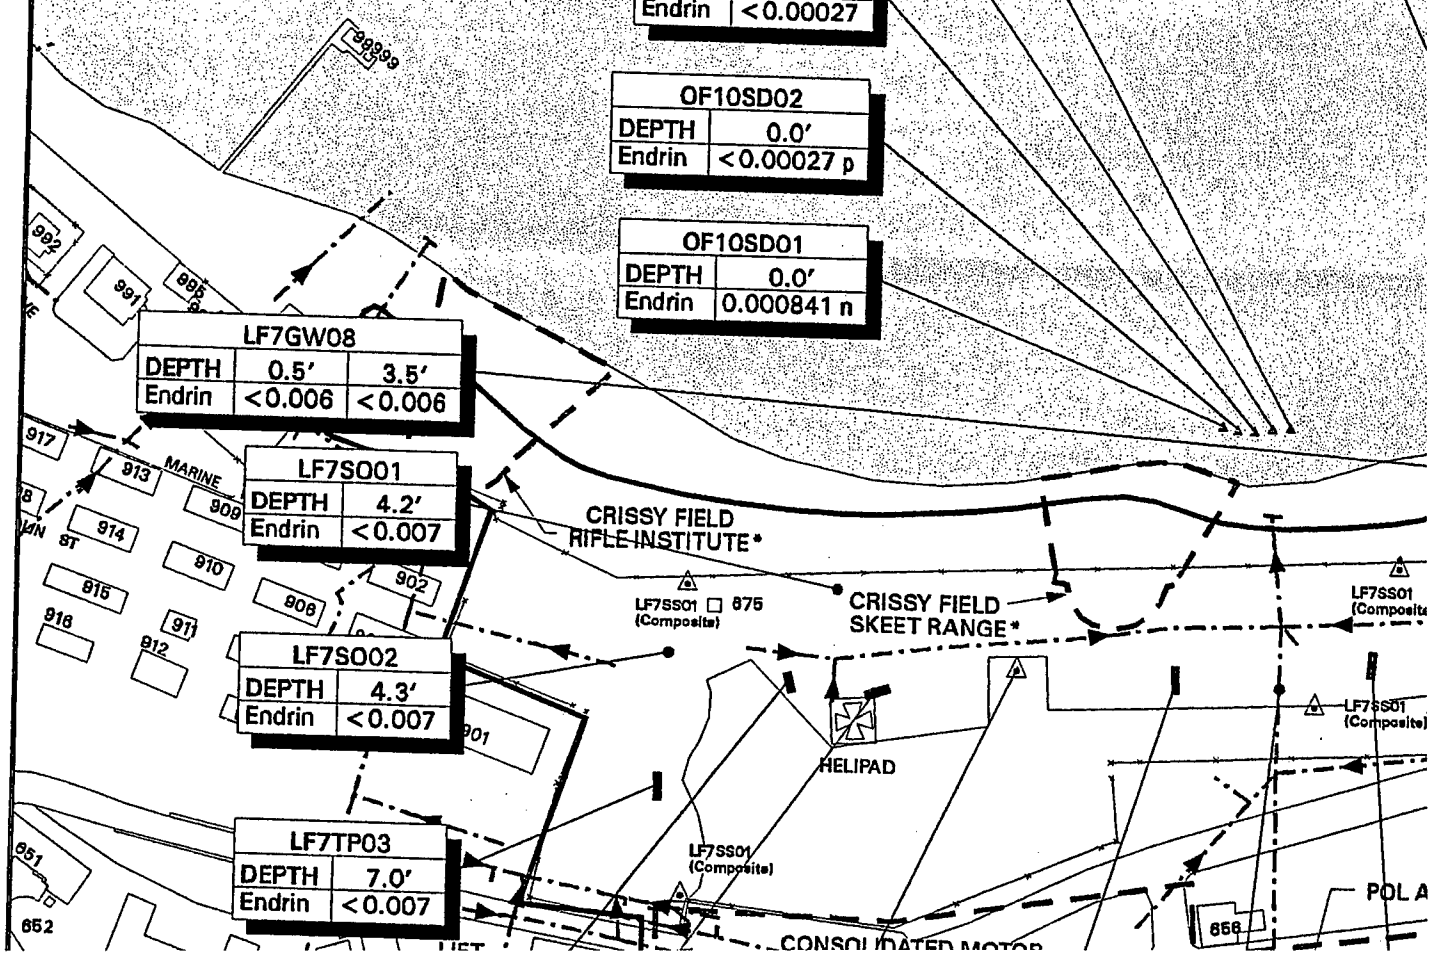 Endrin <0.00027
98999
OF10SD02
DEPTH 0.0'
Endrin <0.00027 p
OF10SD01
DEPTH 0.0'
Endrin 0.000841 n
992
991
995
LF7GW08
DEPTH 0.5' 3.5'
Endrin <0.006 <0.006
917
913
MARINE
909
LF7SO01
DEPTH 4.2'
Endrin <0.007
CRISSY FIELD
RIFLE INSTITUTE*
914
ST
910
902
915
906
916
911
912
LF7SS01
(Composite)
875
CRISSY FIELD
SKEET RANGE*
LF7SS01
(Composite
LF7SO02
DEPTH 4.3'
Endrin <0.007
901
LF7SS01
(Composite)
HELIPAD
LF7TP03
DEPTH 7.0'
Endrin <0.007
LF7SS01
(Composite)
651
652
POL A
656
CONSOLIDATED MOTOR